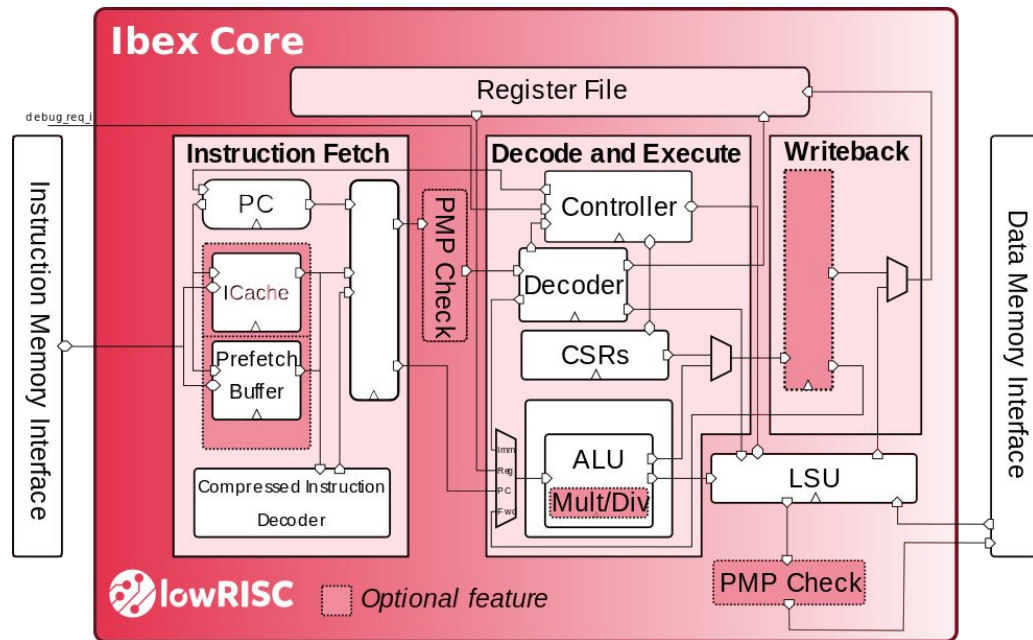 Ibex Core
Register File
debug_req_i
Instruction Memory Interface
Instruction Fetch
PC
ICache
Prefetch
Buffer
Compressed Instruction
Decoder
PMP Check
Decode and Execute
Controller
Decoder
CSRs
Imm
Reg
PC
Fwd
ALU
Mult/Div
Writeback
LSU
PMP Check
Data Memory Interface
lowRISC
Optional feature